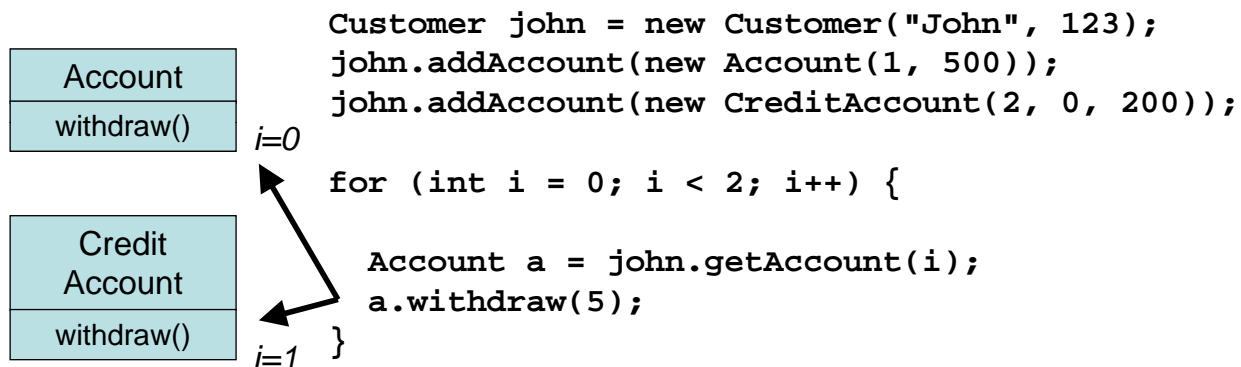 Customer john = new Customer("John", 123);
john.addAccount(new Account(1, 500));
john.addAccount(new CreditAccount(2, 0, 200));
Account
withdraw()
i=0
for (int i = 0; i < 2; i++) {
Credit
Account
withdraw()
i=1
Account a = john.getAccount(i);
a.withdraw(5);
}